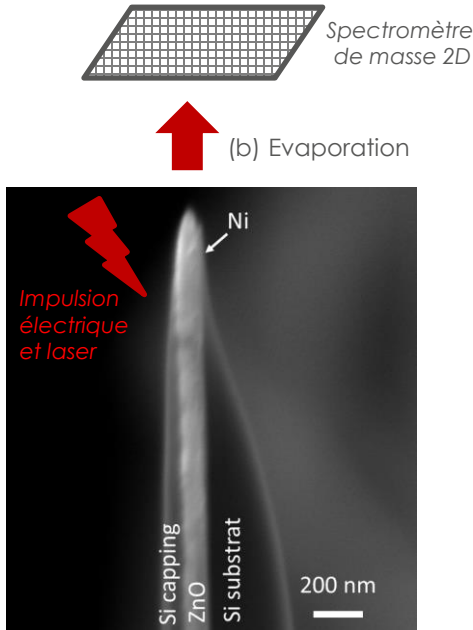 Spectromètre
de masse 2D
(b) Evaporation
Ni
Impulsion
électrique
et laser
Si capping
ZnO
Si substrat
200 nm